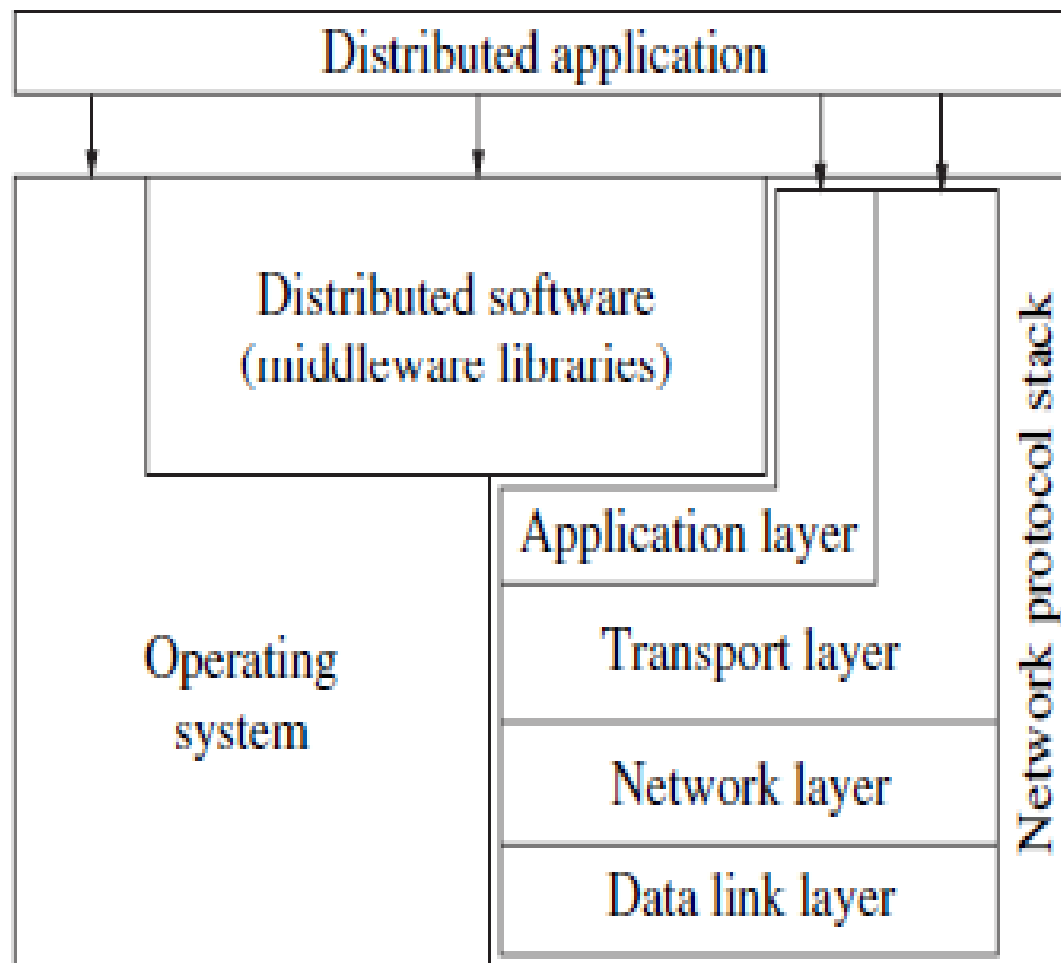 Distributed application
Distributed software
(middleware libraries)
Network protocol stack
Application layer
Operating
system
Transport layer
Network layer
Data link layer